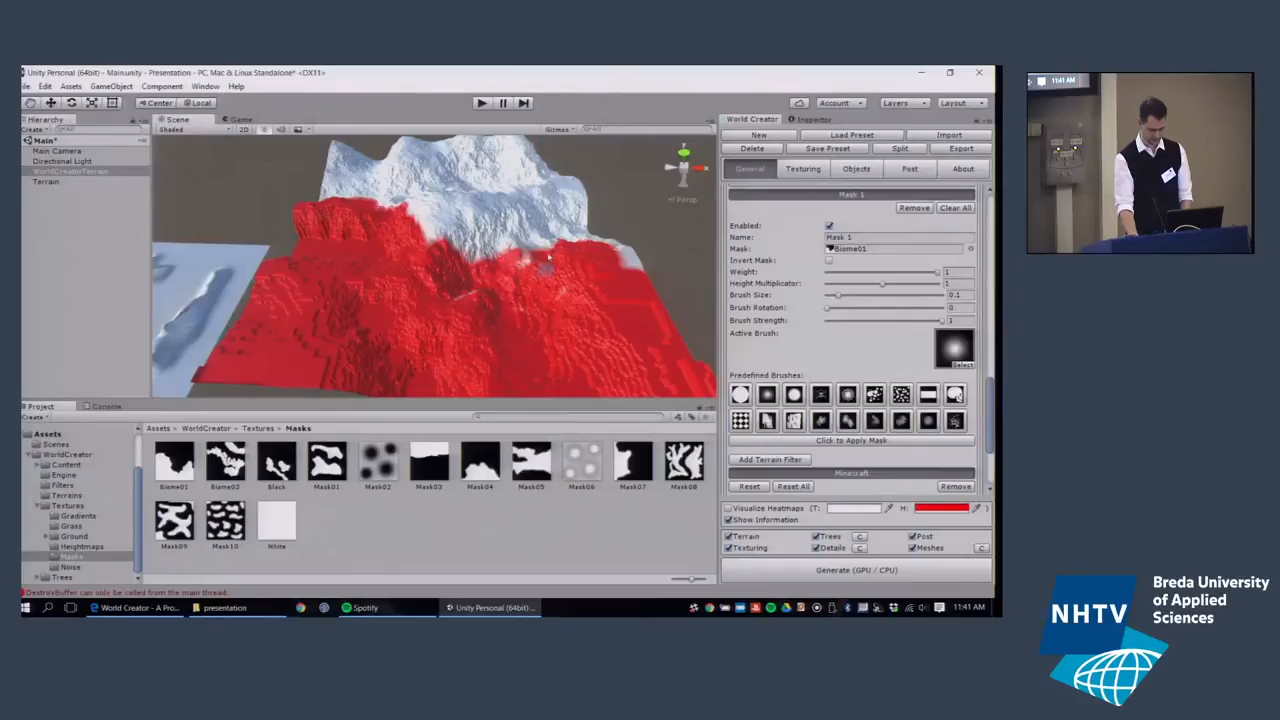 Unity Personal (64bit) - Main.unity - Presentation - PC, Mac & Linux Standalone* <DX11>
Edit Assets GameObject Component Window Help
Center Local
Account Layers Layout
Hierarchy
Create
Main*
Main Camera
Directional Light
WorldCreatorTerrain
Terrain
Scene Game
Shaded 2D Gizmos
Persp
World Creator Inspector
New Load Preset Import
Delete Save Preset Split Export
General Texturing Objects Post About
Mask 1
Remove Clear All
Enabled:
Name: Mask 1
Mask: Biome01
Invert Mask:
Weight: 1
Height Multiplicator: 1
Brush Size: 0.1
Brush Rotation: 0
Brush Strength: 1
Active Brush:
Select
Predefined Brushes:
Click to Apply Mask
Add Terrain Filter
Minecraft
Reset Reset All Remove
Visualize Heatmaps (T: H: )
Show Information
Terrain Trees C Post
Texturing Details C Meshes C
Generate (GPU / CPU)
Project Console
Create
Assets
Scenes
WorldCreator
Content
Engine
Filters
Terrains
Textures
Gradients
Grass
Ground
Heightmaps
Masks
Noise
Trees
Assets WorldCreator Textures Masks
Biome01 Biome02 Black Mask01 Mask02 Mask03 Mask04 Mask05 Mask06 Mask07 Mask08
Mask09 Mask10 White
DestroyBuffer can only be called from the main thread.
World Creator - A Pro... presentation Spotify Unity Personal (64bit) ... 11:41 AM
11:41 AM
NHTV
Breda University
of Applied
Sciences